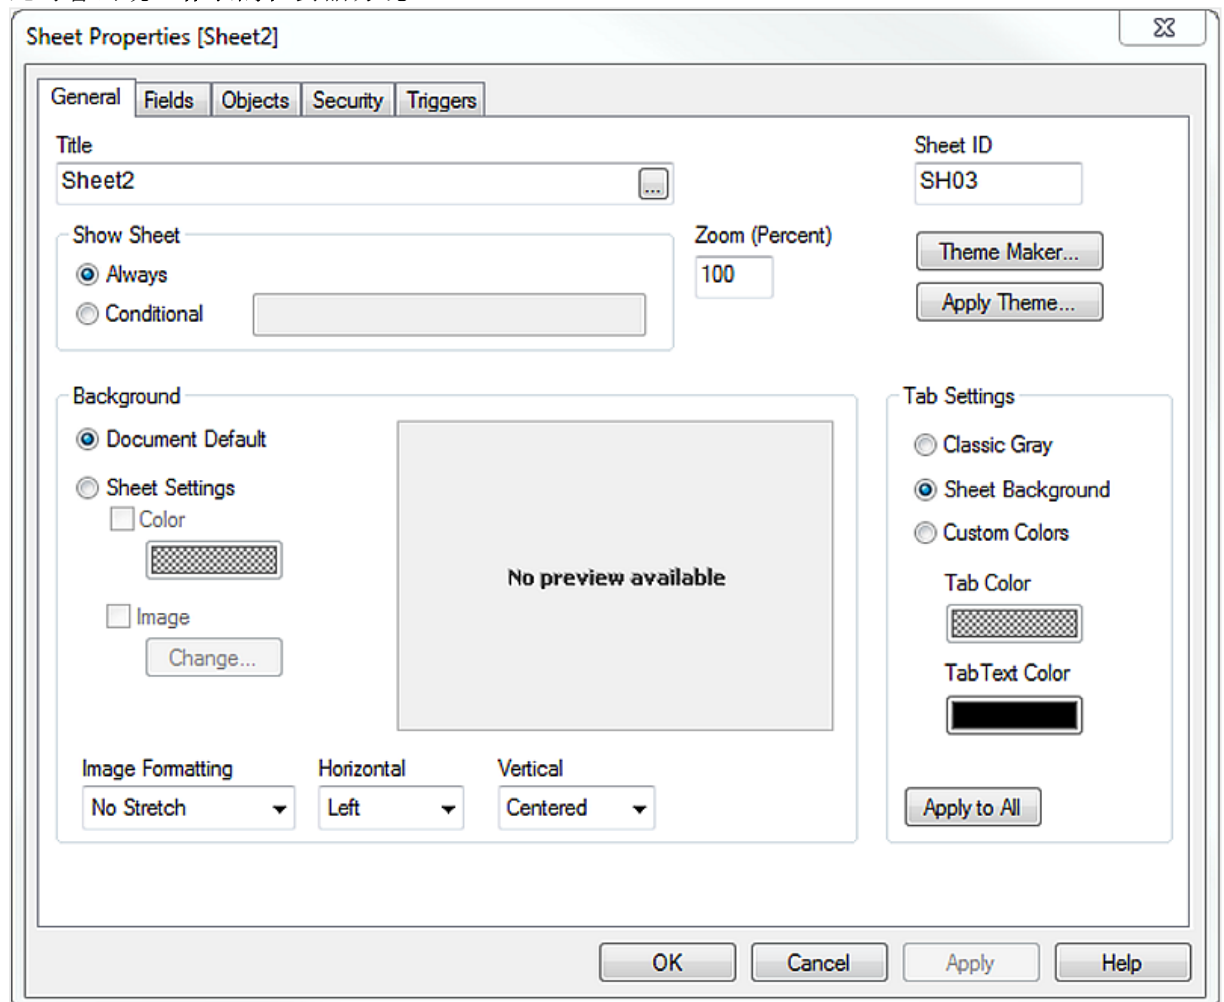 Sheet Properties [Sheet2]
General Fields Objects Security Triggers
Title
Sheet2
...
Sheet ID
SH03
Show Sheet
Always
Conditional
Zoom (Percent)
100
Theme Maker...
Apply Theme...
Background
Document Default
Sheet Settings
Color
Image
Change...
No preview available
Image Formatting Horizontal Vertical
No Stretch Left Centered
Tab Settings
Classic Gray
Sheet Background
Custom Colors
Tab Color
TabText Color
Apply to All
OK Cancel Apply Help